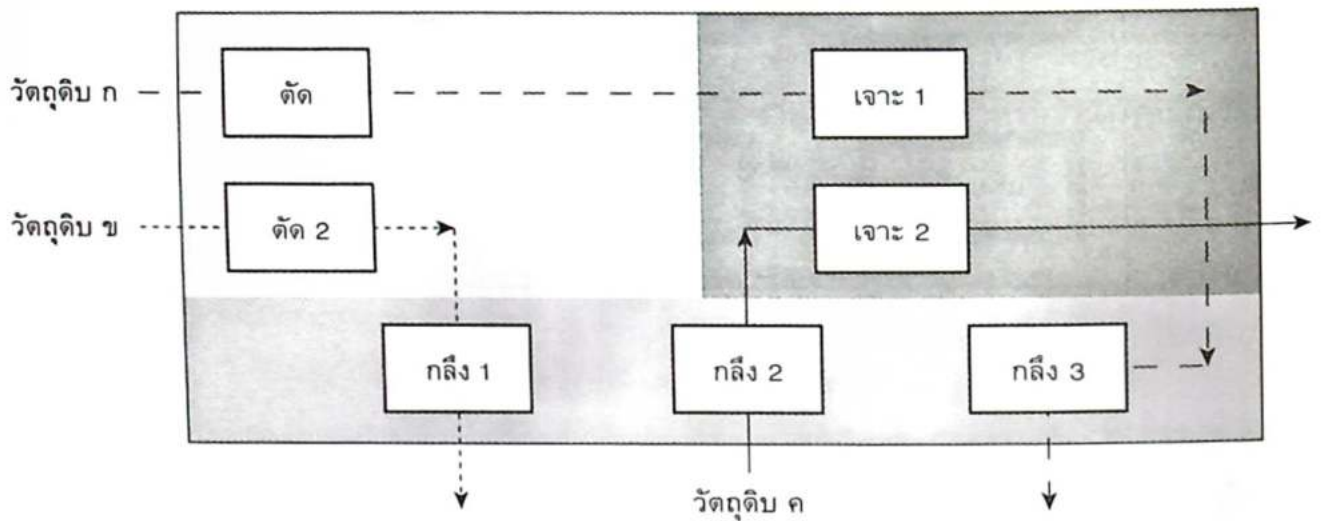 วัตถุดิบ ก ตัด เจาะ 1
วัตถุดิบ ข ตัด 2 เจาะ 2
กลึง 1 กลึง 2 กลึง 3
วัตถุดิบ ค